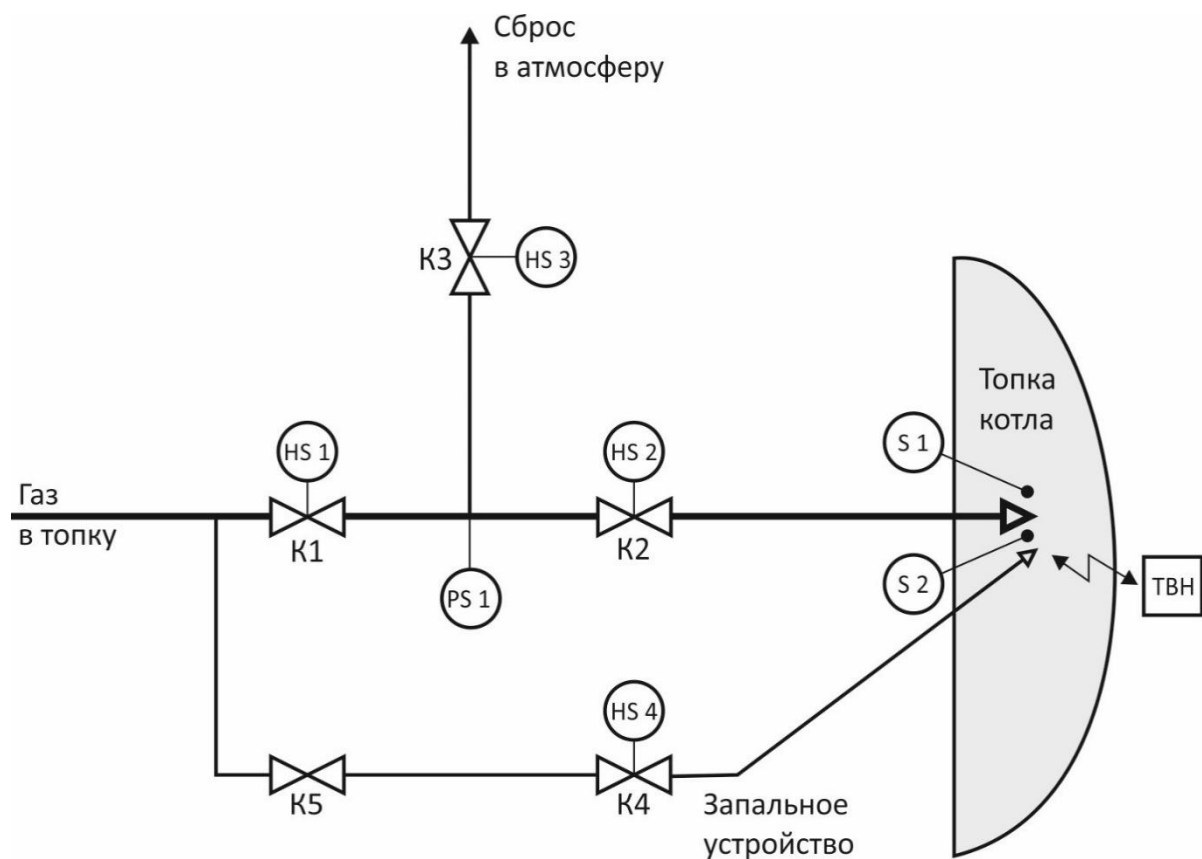 Сброс
в атмосферу
К3
HS 3
Топка
котла
HS 1
HS 2
S 1
Газ
в топку
К1
К2
PS 1
S 2
ТВН
HS 4
К5
К4
Запальное
устройство